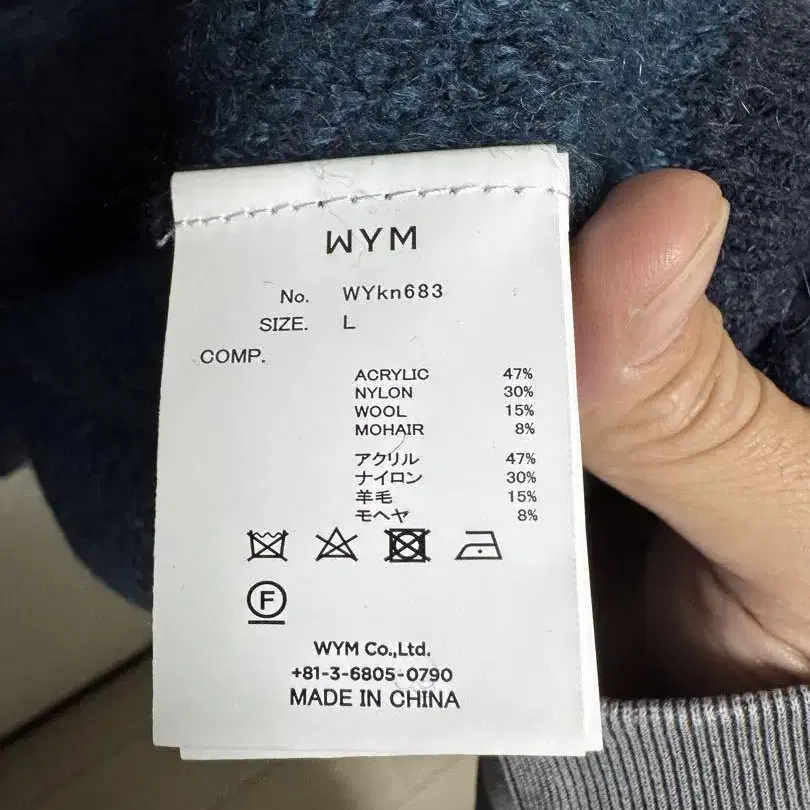 WYM
No. WYkn683
SIZE. L
COMP.
ACRYLIC 47%
NYLON 30%
WOOL 15%
MOHAIR 8%
アクリル 47%
ナイロン 30%
羊毛 15%
モヘヤ 8%
F
WYM Co.,Ltd.
+81-3-6805-0790
MADE IN CHINA